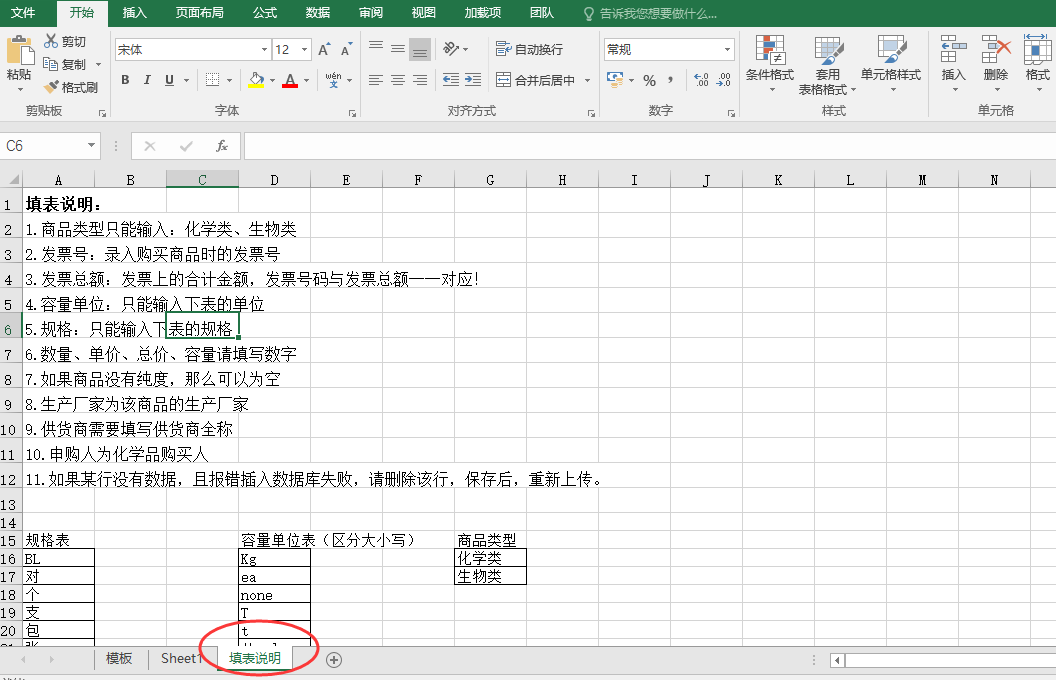 文件 开始 插入 页面布局 公式 数据 审阅 视图 加载项 团队 告诉我您想要做什么...
剪切 宋体 12 A A 自动换行 常规
粘贴 复制 条件格式 套用 单元格样式 插入 删除 格式
格式刷 B I U A wén 文 合并后居中 % , 表格格式
剪贴板 字体 对齐方式 数字 样式 单元格
C6 fx
A B C D E F G H I J K L M N
1 填表说明:
2 1.商品类型只能输入：化学类、生物类
3 2.发票号：录入购买商品时的发票号
4 3.发票总额：发票上的合计金额，发票号码与发票总额一一对应！
5 4.容量单位：只能输入下表的单位
6 5.规格：只能输入下表的规格
7 6.数量、单价、总价、容量请填写数字
8 7.如果商品没有纯度，那么可以为空
9 8.生产厂家为该商品的生产厂家
10 9.供货商需要填写供货商全称
11 10.申购人为化学品购买人
12 11.如果某行没有数据，且报错插入数据库失败，请删除该行，保存后，重新上传。
13
14
15 规格表 容量单位表（区分大小写） 商品类型
16 BL Kg 化学类
17 对 ea 生物类
18 个 none
19 支 T
20 包 t
模板 Sheet1 填表说明